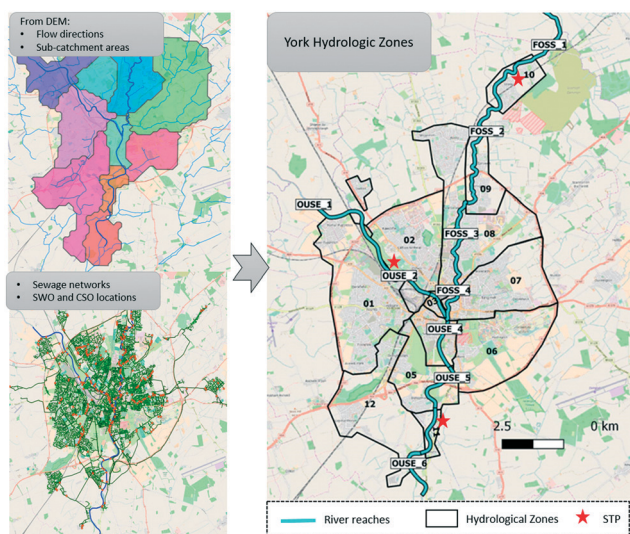 From DEM:
• Flow directions
• Sub-catchment areas
• Sewage networks
• SWO and CSO locations
York Hydrologic Zones
FOSS_1
10
FOSS_2
09
OUSE_1
FOSS_3
08
02
OUSE_2
07
FOSS_4
01
03
OUSE_4
06
05
OUSE_5
12
2.5
0 km
OUSE_6
River reaches
Hydrological Zones
STP